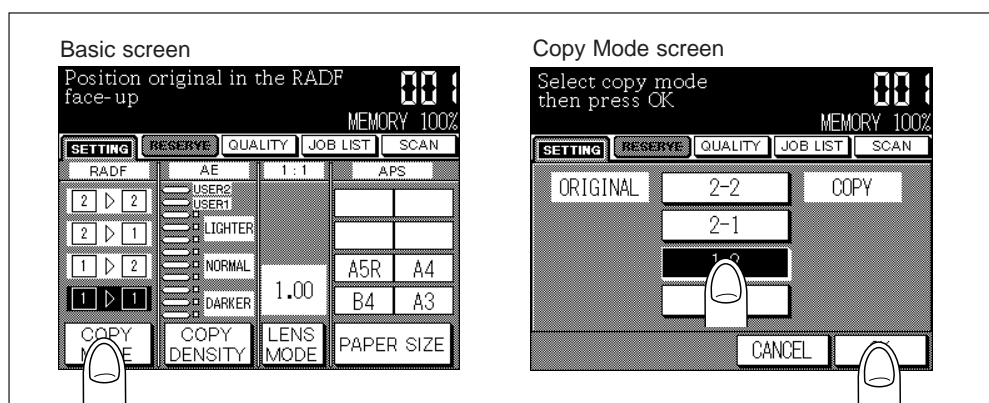 Basic screen
Position original in the RADF
face-up
001
MEMORY 100%
SETTING RESERVE QUALITY JOB LIST SCAN
RADF AE 1:1 APS
2 ▷ 2
USER2
USER1
2 ▷ 1
LIGHTER
1 ▷ 2
NORMAL
A5R A4
1 ▷ 1
DARKER
1.00
B4 A3
COPY
COPY
DENSITY
LENS
MODE
PAPER SIZE
Copy Mode screen
Select copy mode
then press OK
001
MEMORY 100%
SETTING RESERVE QUALITY JOB LIST SCAN
ORIGINAL 2-2 COPY
2-1
CANCEL